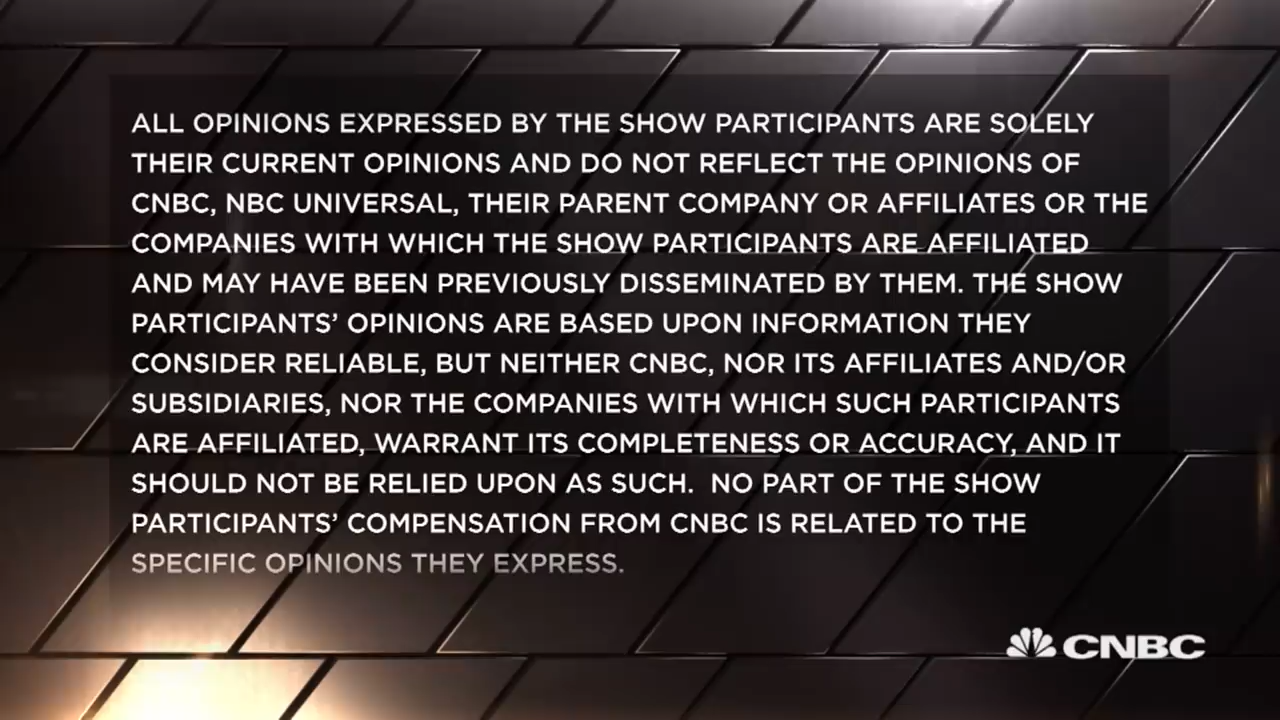 ALL OPINIONS EXPRESSED BY THE SHOW PARTICIPANTS ARE SOLELY
THEIR CURRENT OPINIONS AND DO NOT REFLECT THE OPINIONS OF
CNBC, NBC UNIVERSAL, THEIR PARENT COMPANY OR AFFILIATES OR THE
COMPANIES WITH WHICH THE SHOW PARTICIPANTS ARE AFFILIATED
AND MAY HAVE BEEN PREVIOUSLY DISSEMINATED BY THEM. THE SHOW
PARTICIPANTS’ OPINIONS ARE BASED UPON INFORMATION THEY
CONSIDER RELIABLE, BUT NEITHER CNBC, NOR ITS AFFILIATES AND/OR
SUBSIDIARIES, NOR THE COMPANIES WITH WHICH SUCH PARTICIPANTS
ARE AFFILIATED, WARRANT ITS COMPLETENESS OR ACCURACY, AND IT
SHOULD NOT BE RELIED UPON AS SUCH.  NO PART OF THE SHOW
PARTICIPANTS’ COMPENSATION FROM CNBC IS RELATED TO THE
SPECIFIC OPINIONS THEY EXPRESS.
CNBC